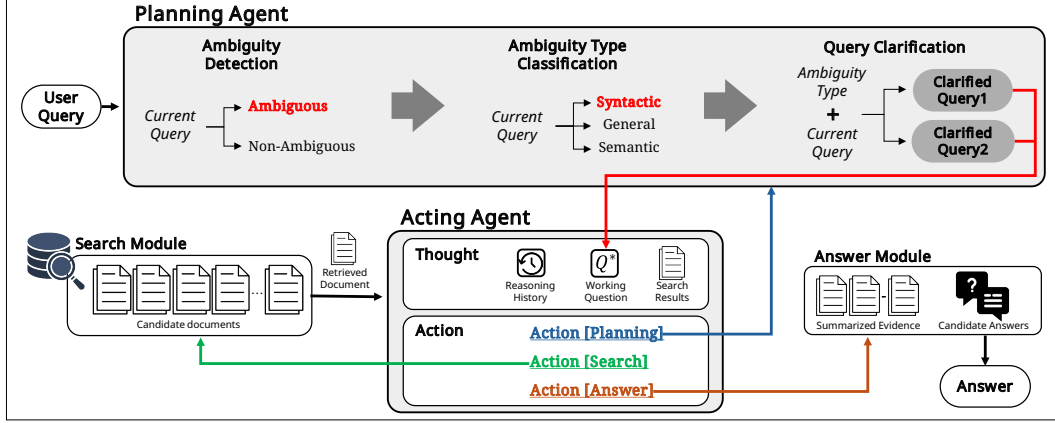 Planning Agent
User
Query
Ambiguity
Detection
Current
Query
Ambiguous
Non-Ambiguous
Ambiguity Type
Classification
Current
Query
Syntactic
General
Semantic
Query Clarification
Ambiguity
Type
+
Current
Query
Clarified
Query1
Clarified
Query2
Search Module
Candidate documents
...
Retrieved
Document
Acting Agent
Thought
Reasoning
History
Q*
Working
Question
Search
Results
Action
Action [Planning]
Action [Search]
Action [Answer]
Answer Module
Summarized Evidence
?
Candidate Answers
Answer